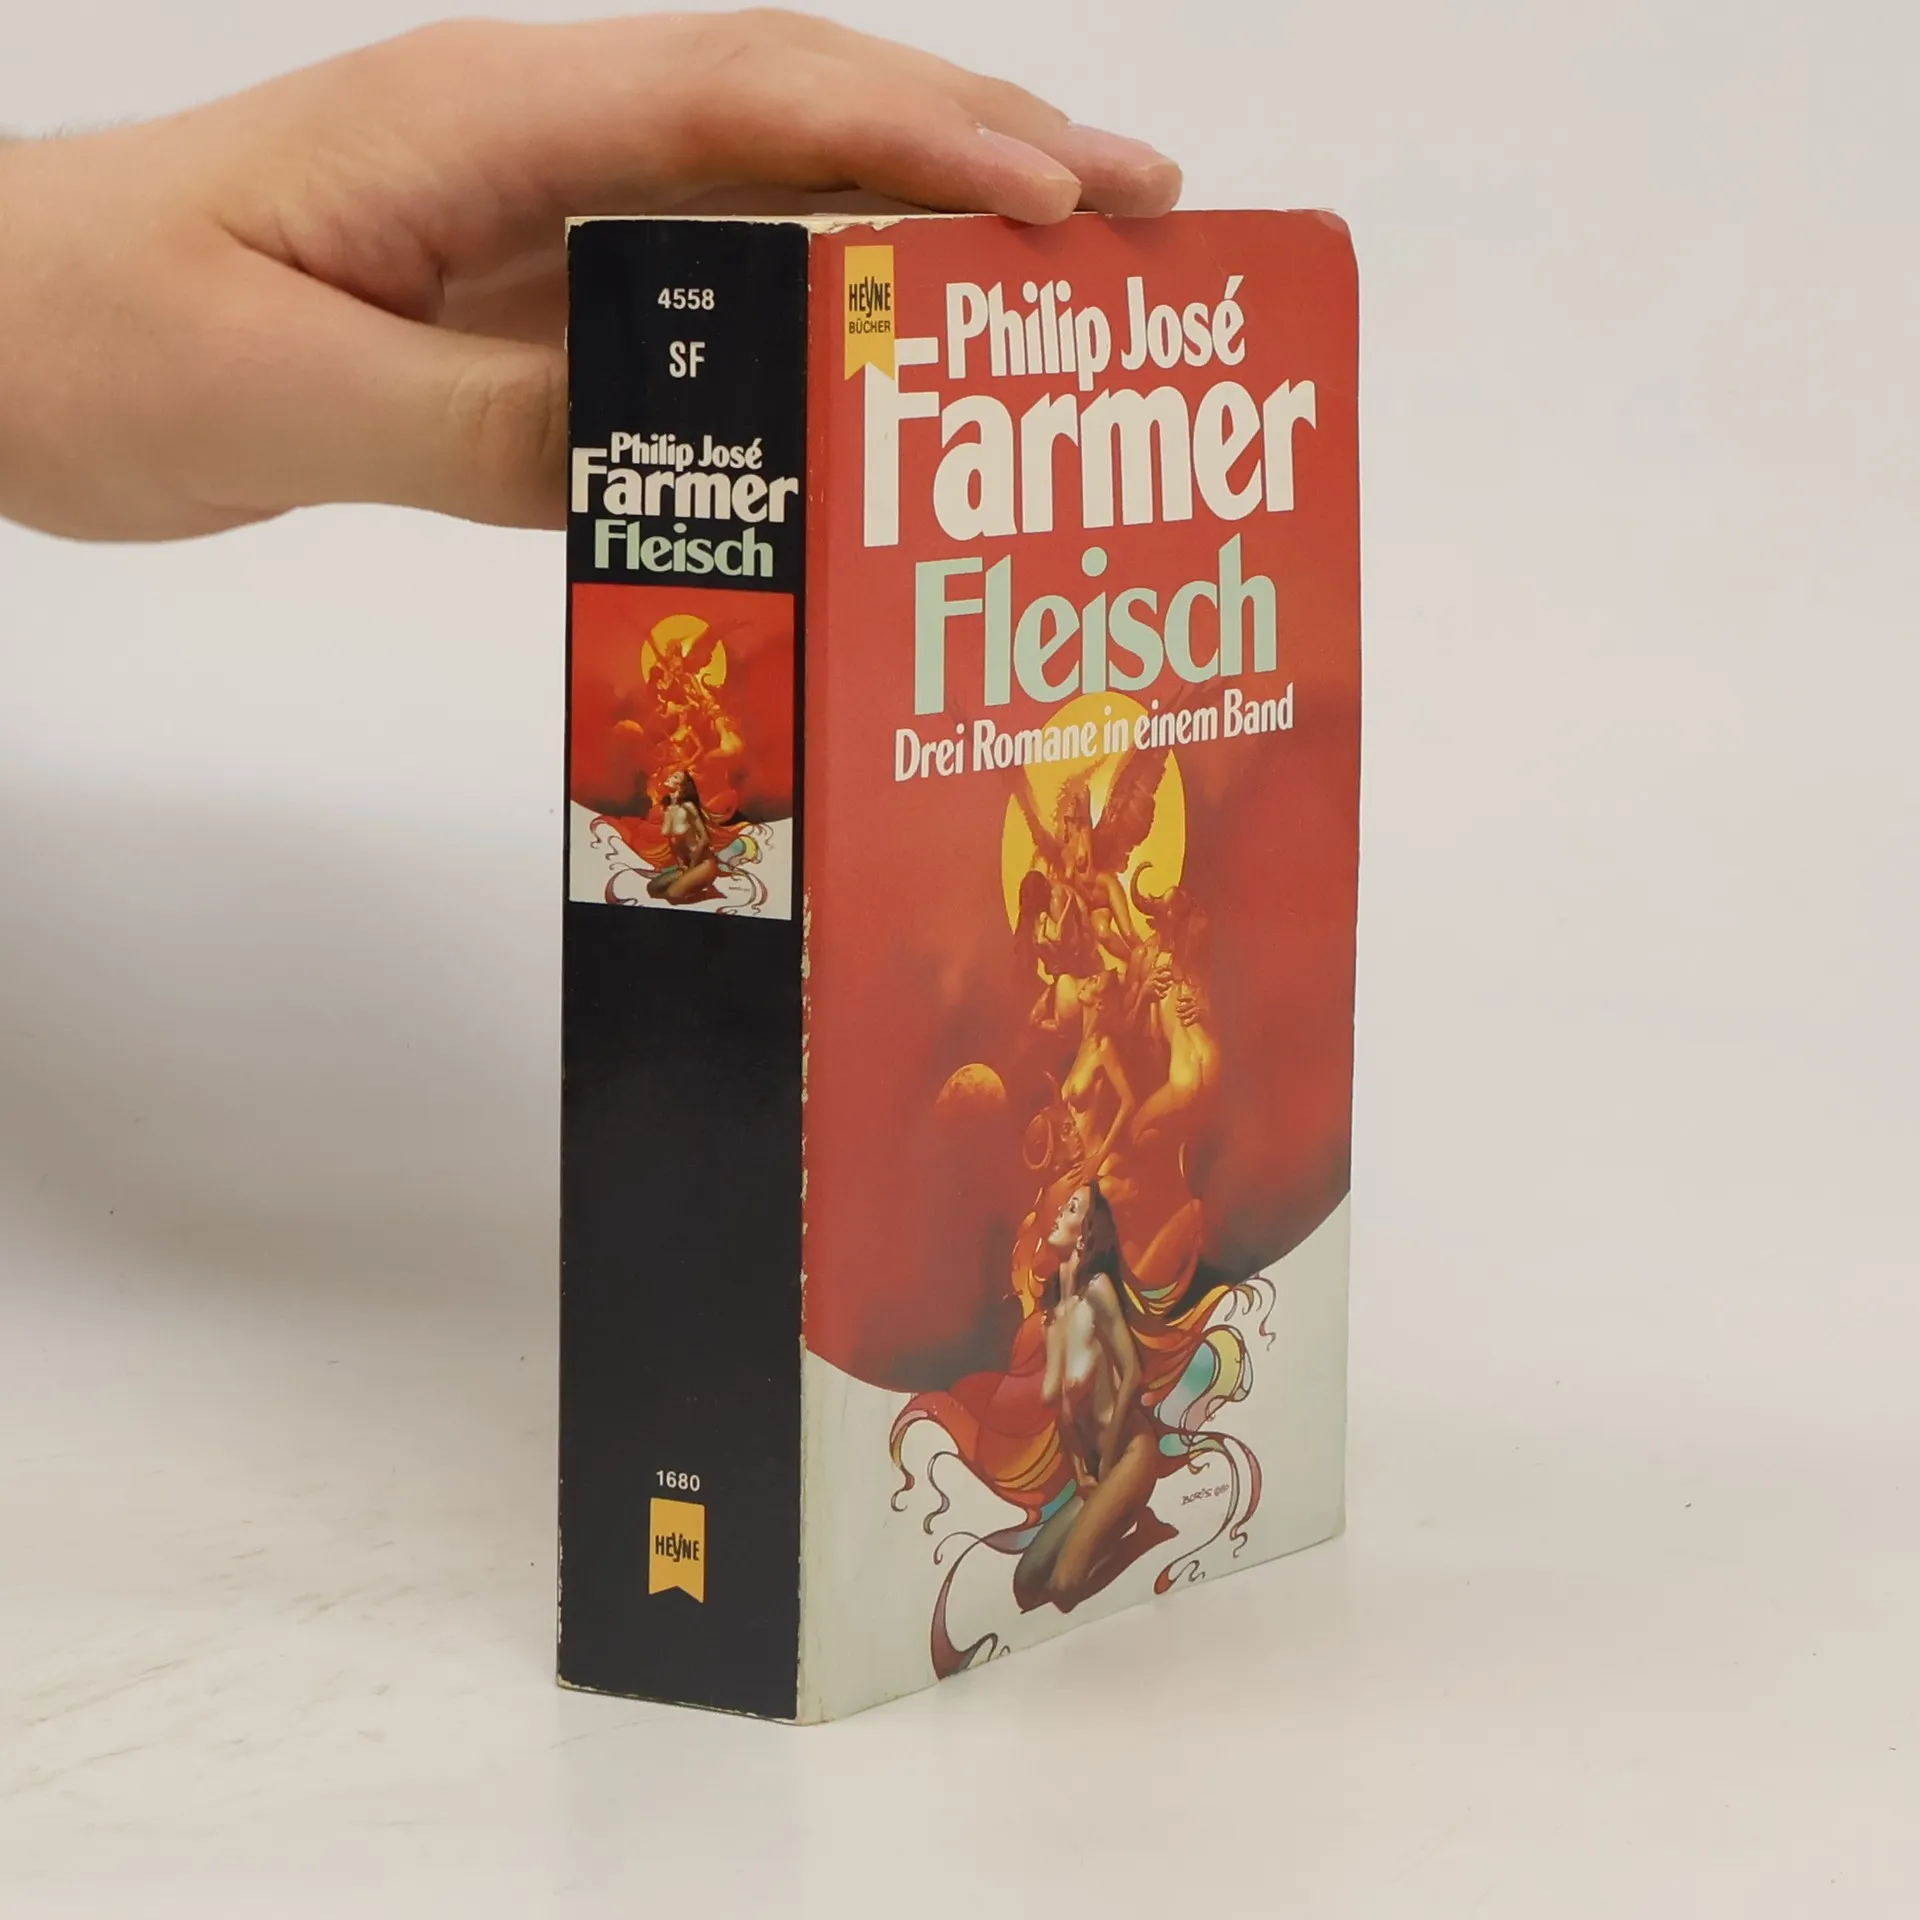 4558
SF
Philip José
Farmer
Fleisch
1680
HEYNE
HEYNE
BÜCHER
Philip José
Farmer
Fleisch
Drei Romane in einem Band
BORIS